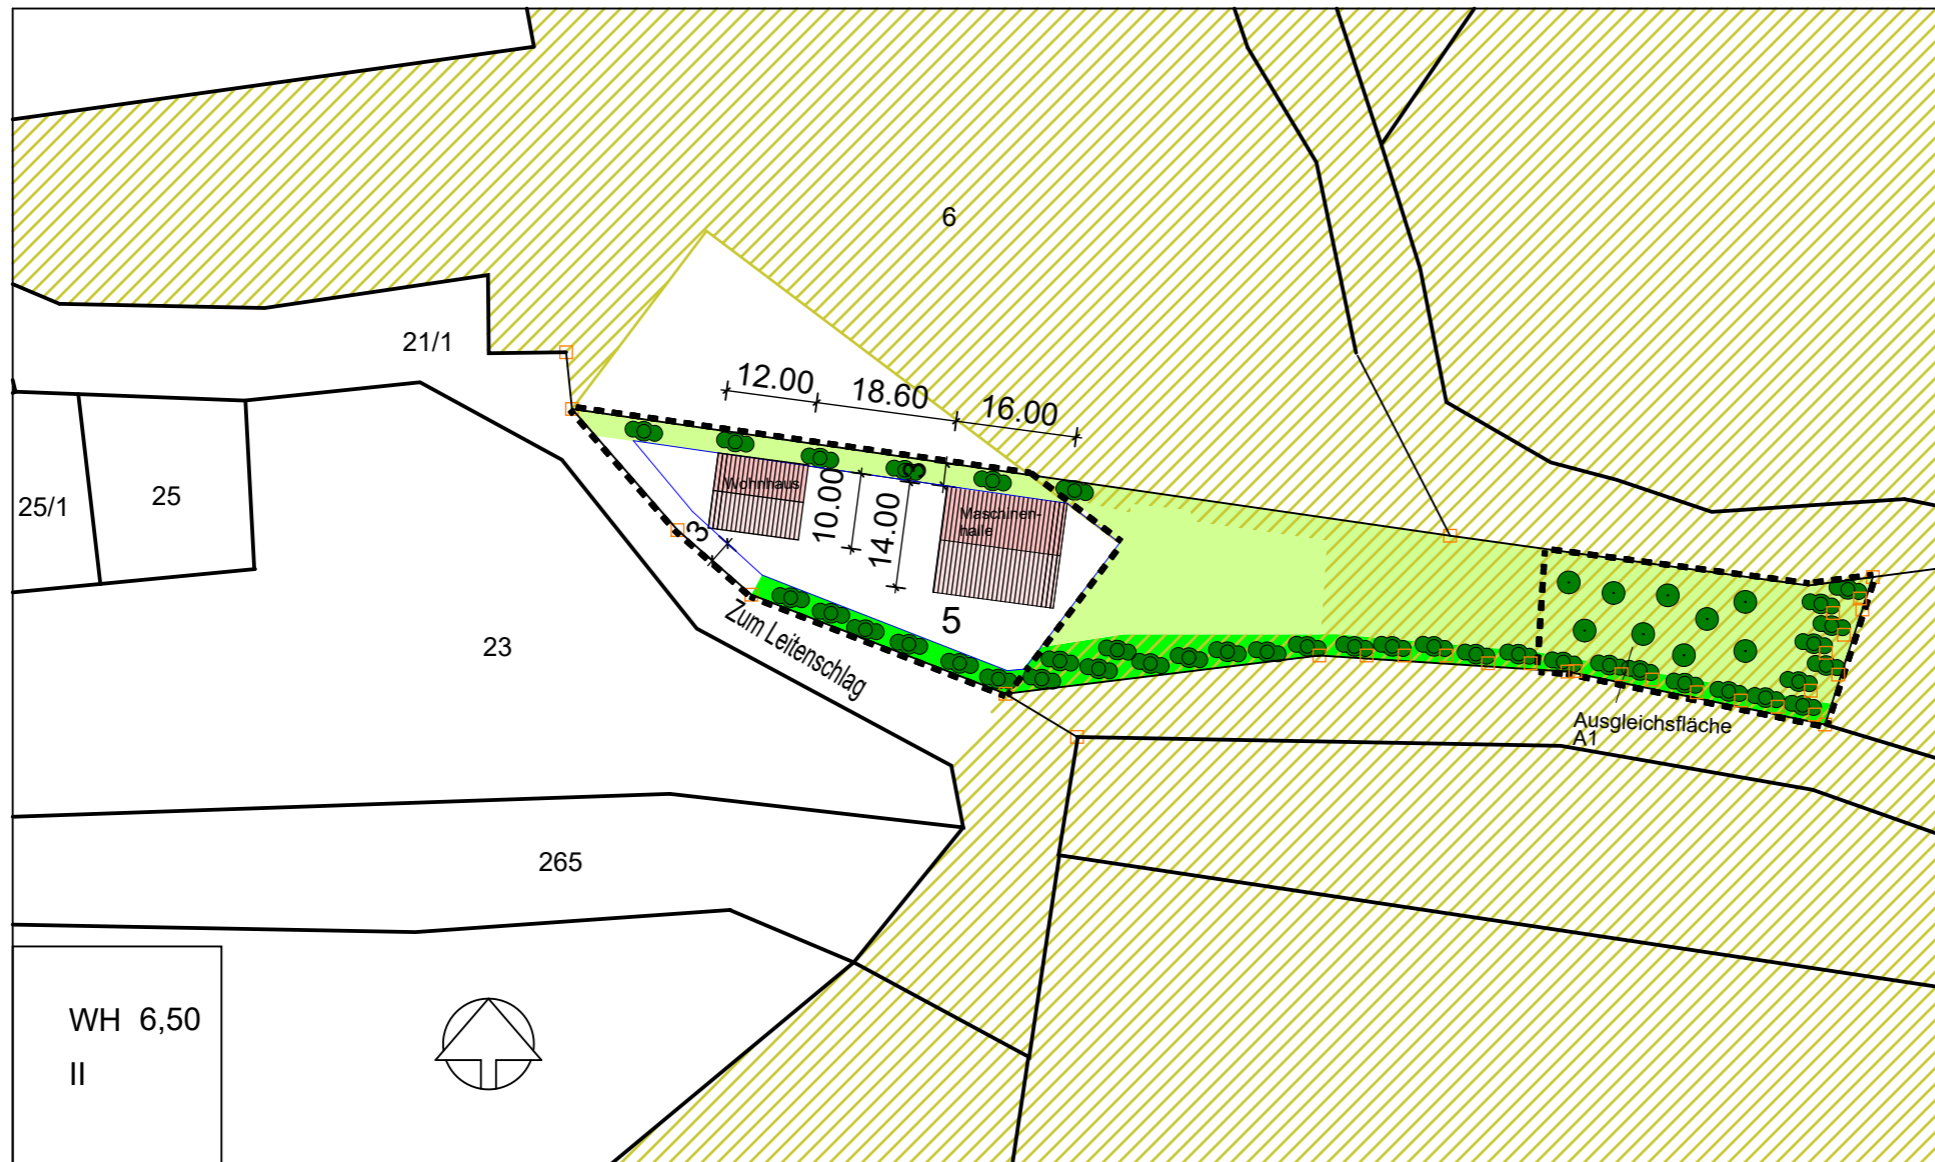 6
21/1
12.00
18.60
16.00
25/1
25
Wohnhaus
10.00
14.00
3
Maschinen-
halle
3
5
Zum Leitenschlag
23
Ausgleichsfläche
A1
265
WH 6,50
II